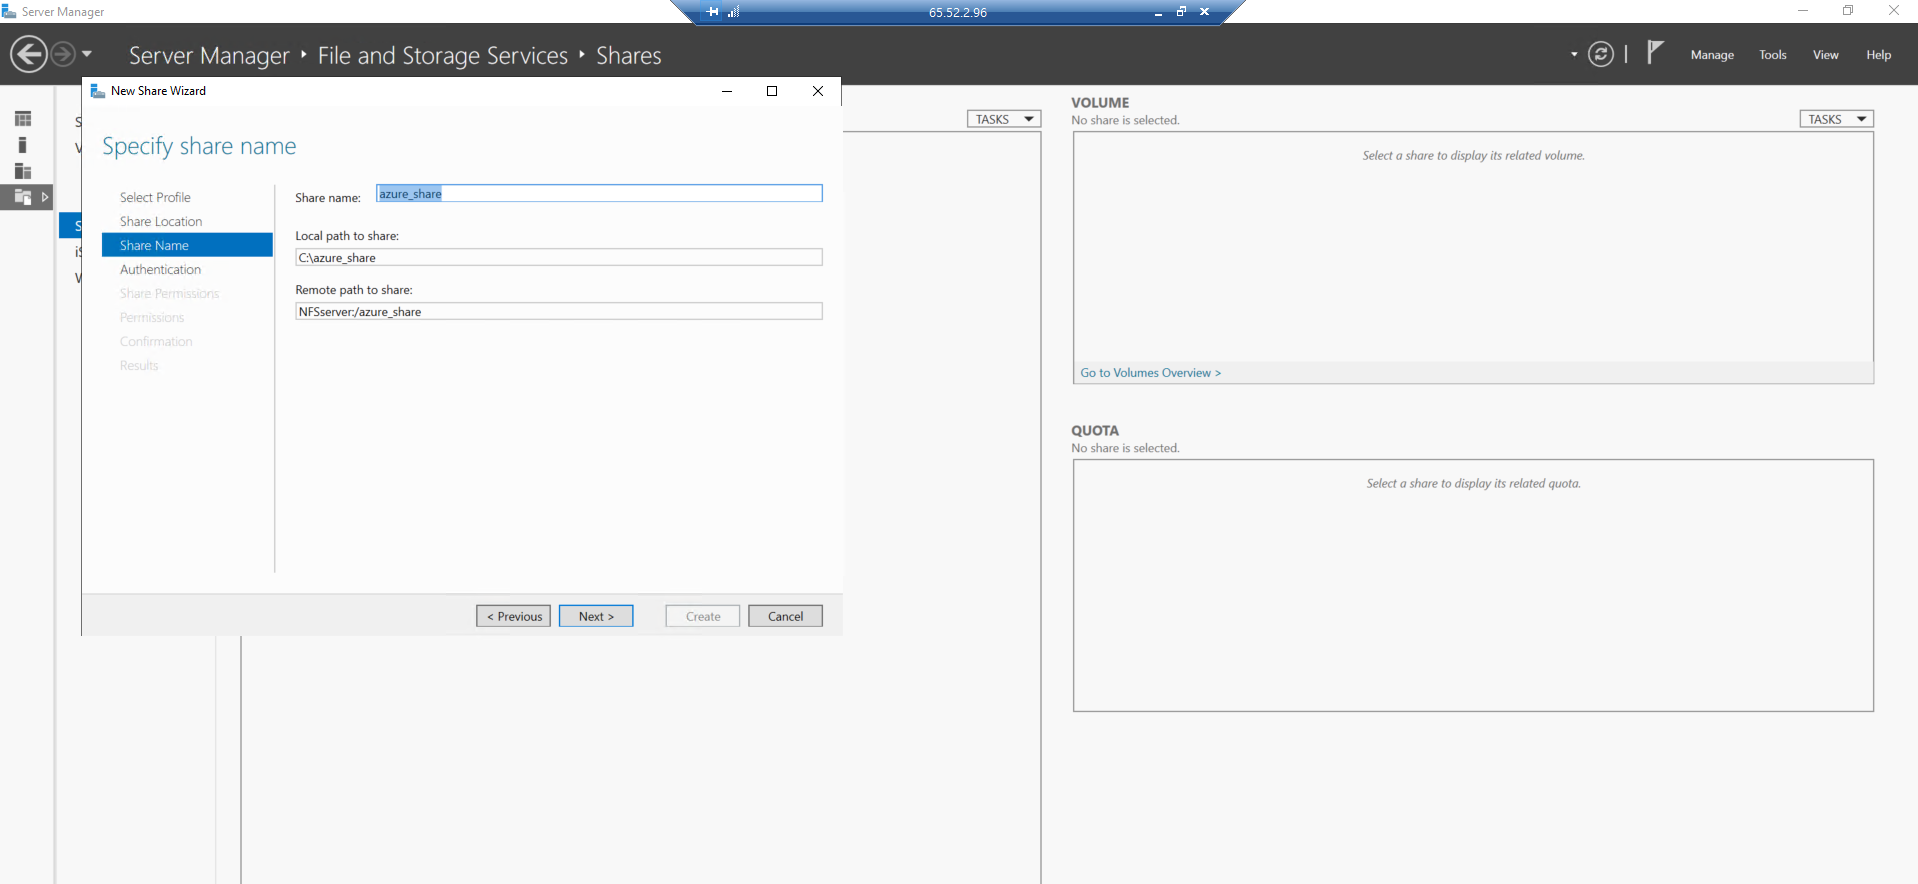 Server Manager
65.52.2.96
Server Manager ‣ File and Storage Services ‣ Shares
Manage Tools View Help
New Share Wizard
Specify share name
Select Profile
Share Location
Share Name
Authentication
Share Permissions
Permissions
Confirmation
Results
Share name: azure_share
Local path to share:
C:\azure_share
Remote path to share:
NFSserver:/azure_share
< Previous Next > Create Cancel
TASKS
VOLUME
No share is selected.
TASKS
Select a share to display its related volume.
Go to Volumes Overview >
QUOTA
No share is selected.
Select a share to display its related quota.